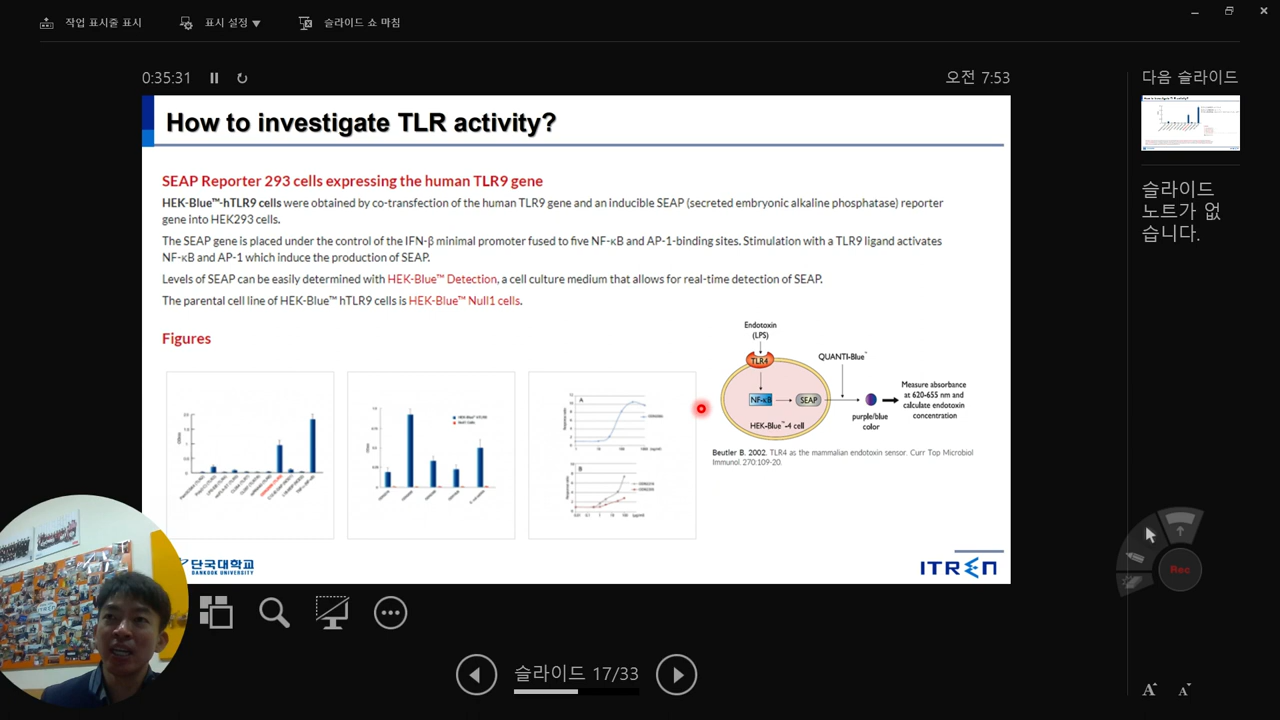 작업 표시줄 표시
표시 설정 ▼
슬라이드 쇼 마침
0:35:31
오전 7:53
다음 슬라이드
How to investigate TLR activity?
SEAP Reporter 293 cells expressing the human TLR9 gene
HEK-Blue™-hTLR9 cells were obtained by co-transfection of the human TLR9 gene and an inducible SEAP (secreted embryonic alkaline phosphatase) reporter
gene into HEK293 cells.
The SEAP gene is placed under the control of the IFN-β minimal promoter fused to five NF-κB and AP-1-binding sites. Stimulation with a TLR9 ligand activates
NF-κB and AP-1 which induce the production of SEAP.
Levels of SEAP can be easily determined with HEK-Blue™ Detection, a cell culture medium that allows for real-time detection of SEAP.
The parental cell line of HEK-Blue™ hTLR9 cells is HEK-Blue™ Null1 cells.
Figures
Endotoxin
(LPS)
TLR4
QUANTI-Blue™
NF-κB
SEAP
HEK-Blue™-4 cell
purple/blue
color
Measure absorbance
at 620-655 nm and
calculate endotoxin
concentration
Beutler B. 2002. TLR4 as the mammalian endotoxin sensor. Curr Top Microbiol
Immunol. 270:109-20.
A
B
단국대학교
DANKOOK UNIVERSITY
ITREN
How to investigate TLR activity?
슬라이드
노트가 없
습니다.
Rec
슬라이드 17/33
A
A